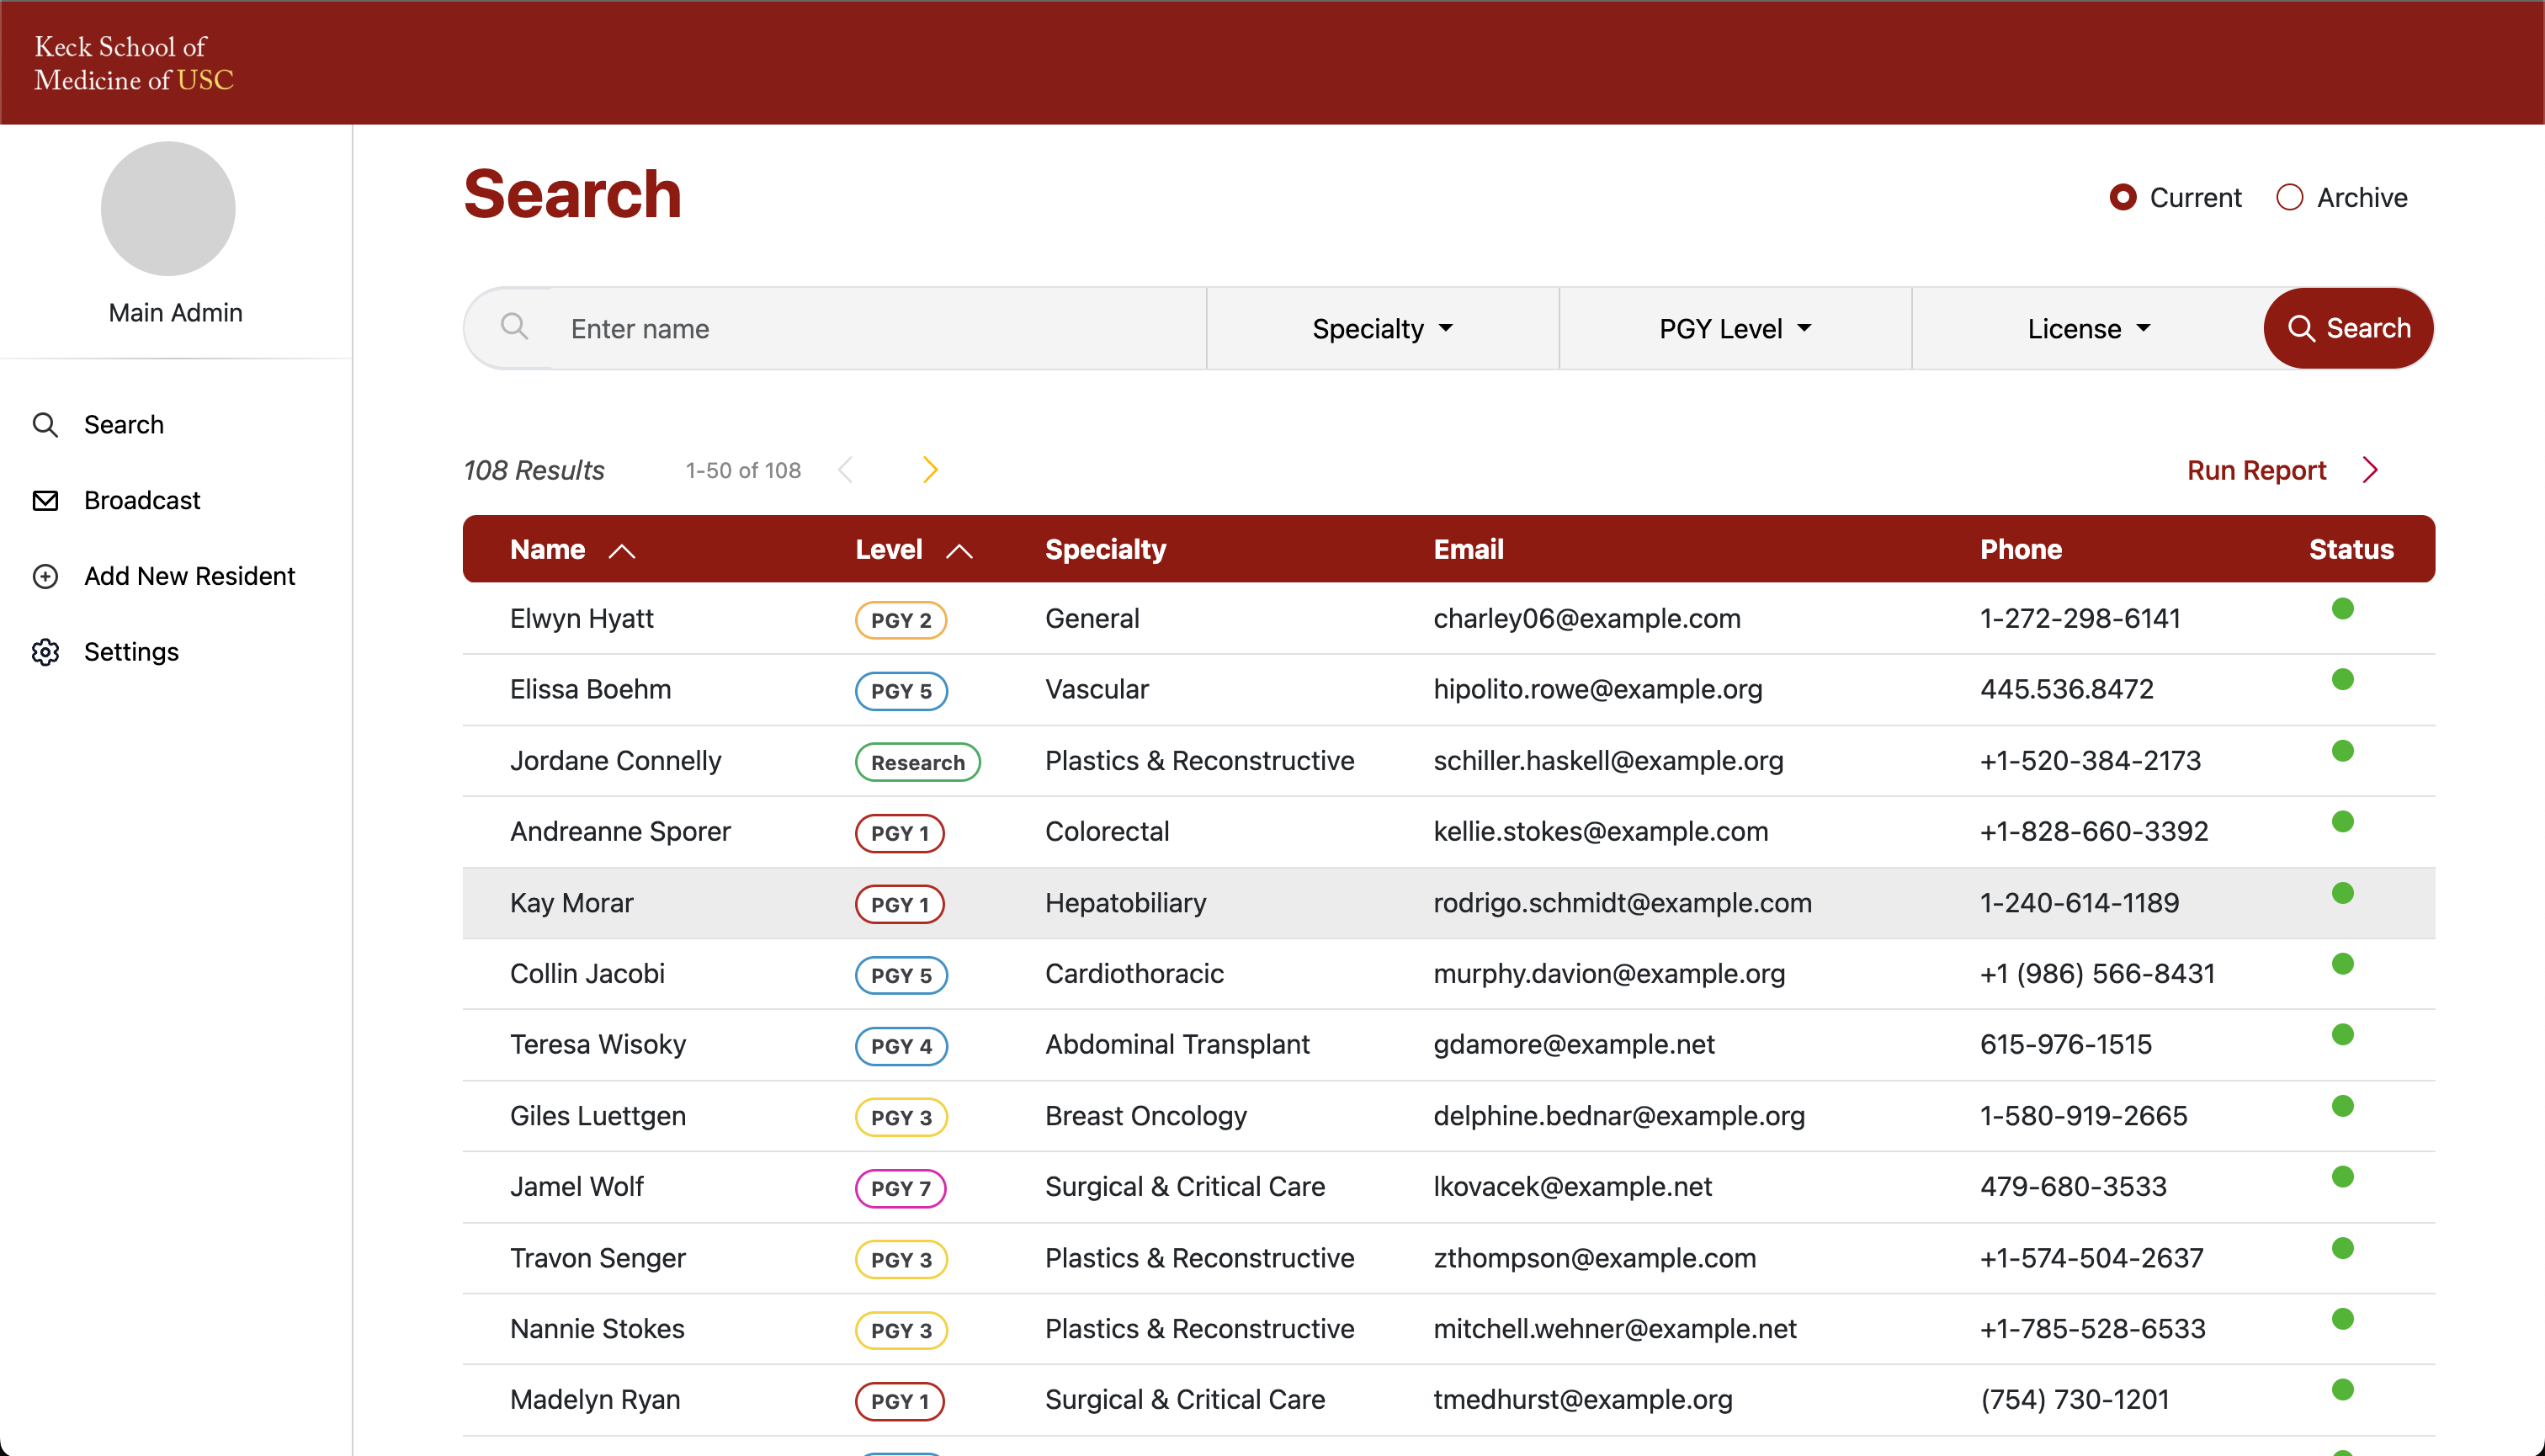 Keck School of
Medicine of USC
Main Admin
Search
Broadcast
Add New Resident
Settings
Search
Current Archive
Enter name Specialty PGY Level License Search
108 Results 1-50 of 108 Run Report
Name Level Specialty Email Phone Status
Elwyn Hyatt PGY 2 General charley06@example.com 1-272-298-6141
Elissa Boehm PGY 5 Vascular hipolito.rowe@example.org 445.536.8472
Jordane Connelly Research Plastics & Reconstructive schiller.haskell@example.org +1-520-384-2173
Andreanne Sporer PGY 1 Colorectal kellie.stokes@example.com +1-828-660-3392
Kay Morar PGY 1 Hepatobiliary rodrigo.schmidt@example.com 1-240-614-1189
Collin Jacobi PGY 5 Cardiothoracic murphy.davion@example.org +1 (986) 566-8431
Teresa Wisoky PGY 4 Abdominal Transplant gdamore@example.net 615-976-1515
Giles Luettgen PGY 3 Breast Oncology delphine.bednar@example.org 1-580-919-2665
Jamel Wolf PGY 7 Surgical & Critical Care lkovacek@example.net 479-680-3533
Travon Senger PGY 3 Plastics & Reconstructive zthompson@example.com +1-574-504-2637
Nannie Stokes PGY 3 Plastics & Reconstructive mitchell.wehner@example.net +1-785-528-6533
Madelyn Ryan PGY 1 Surgical & Critical Care tmedhurst@example.org (754) 730-1201